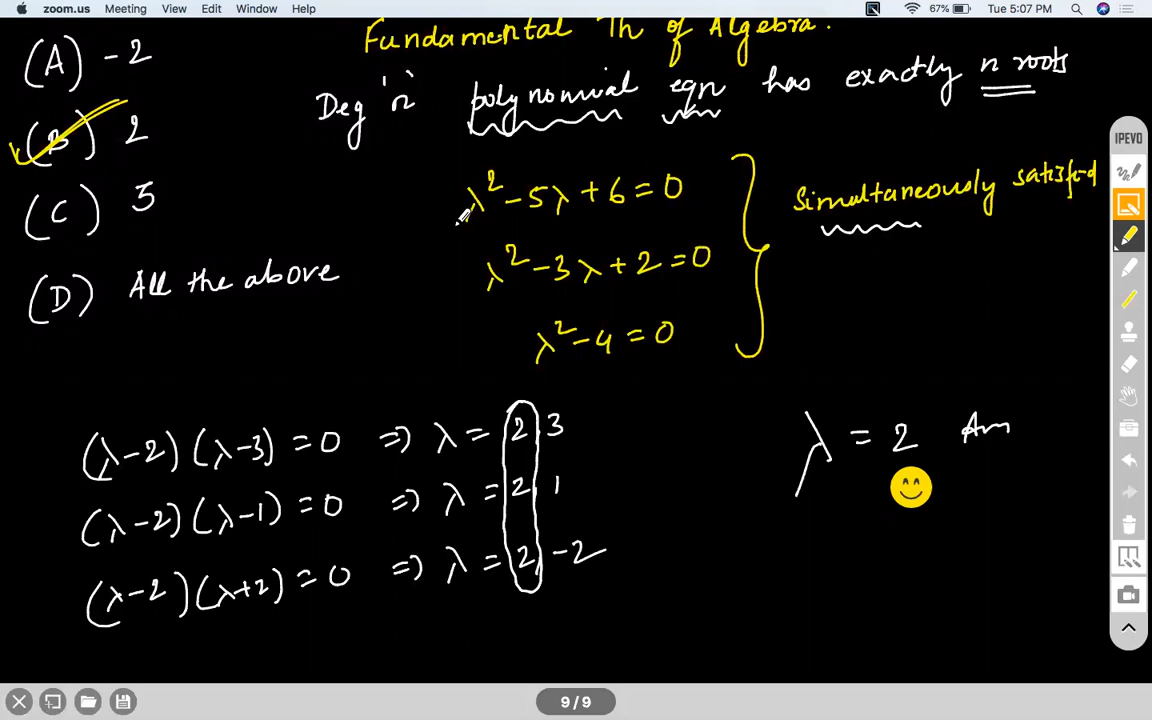 zoom.us Meeting View Edit Window Help 67% Tue 5:07 PM
Fundamental Th of Algebra.
Deg 'n' polynomial eqn has exactly n roots
(A) -2
(B) 2
(C) 3
(D) All the above
λ² - 5λ + 6 = 0
λ² - 3λ + 2 = 0
λ² - 4 = 0
Simultaneously satisfied
(λ-2)(λ-3) = 0 => λ = 2, 3
(λ-2)(λ-1) = 0 => λ = 2, 1
(λ-2)(λ+2) = 0 => λ = 2, -2
λ = 2 Ans
IPEVO
9 / 9